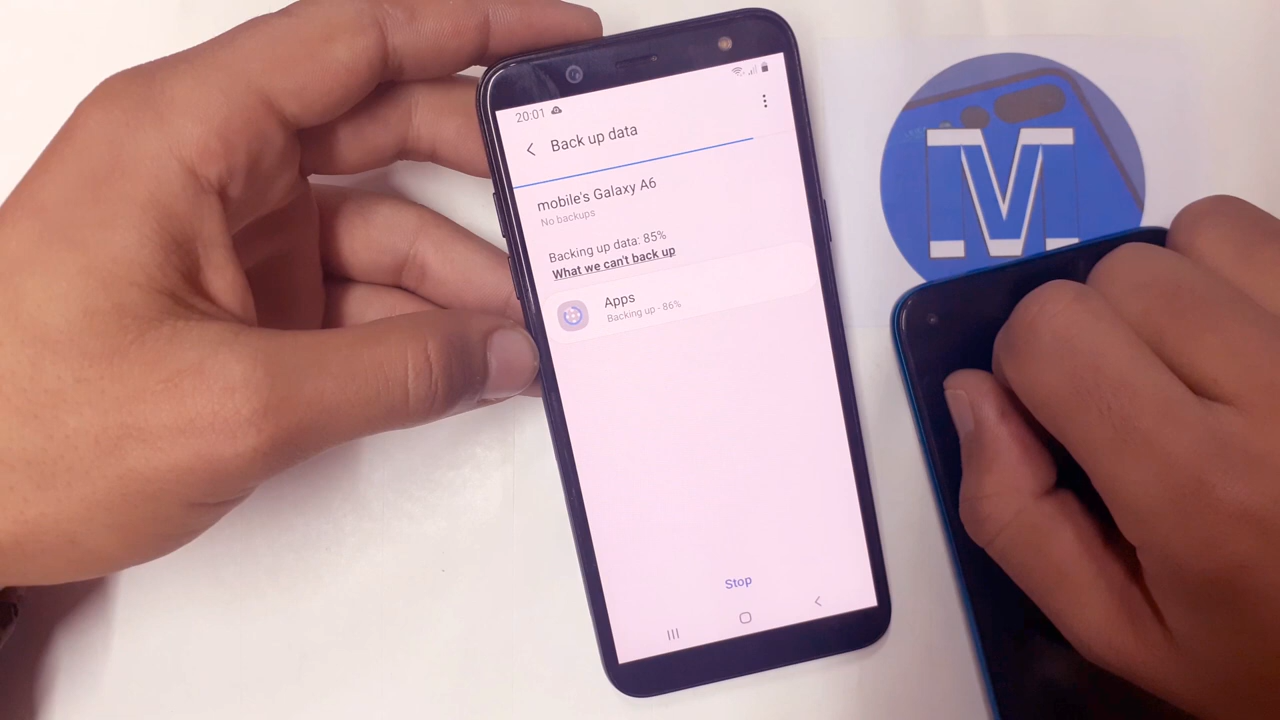 20:01
Back up data
mobile's Galaxy A6
No backups
Backing up data: 85%
What we can't back up
Apps
Backing up - 86%
Stop
M